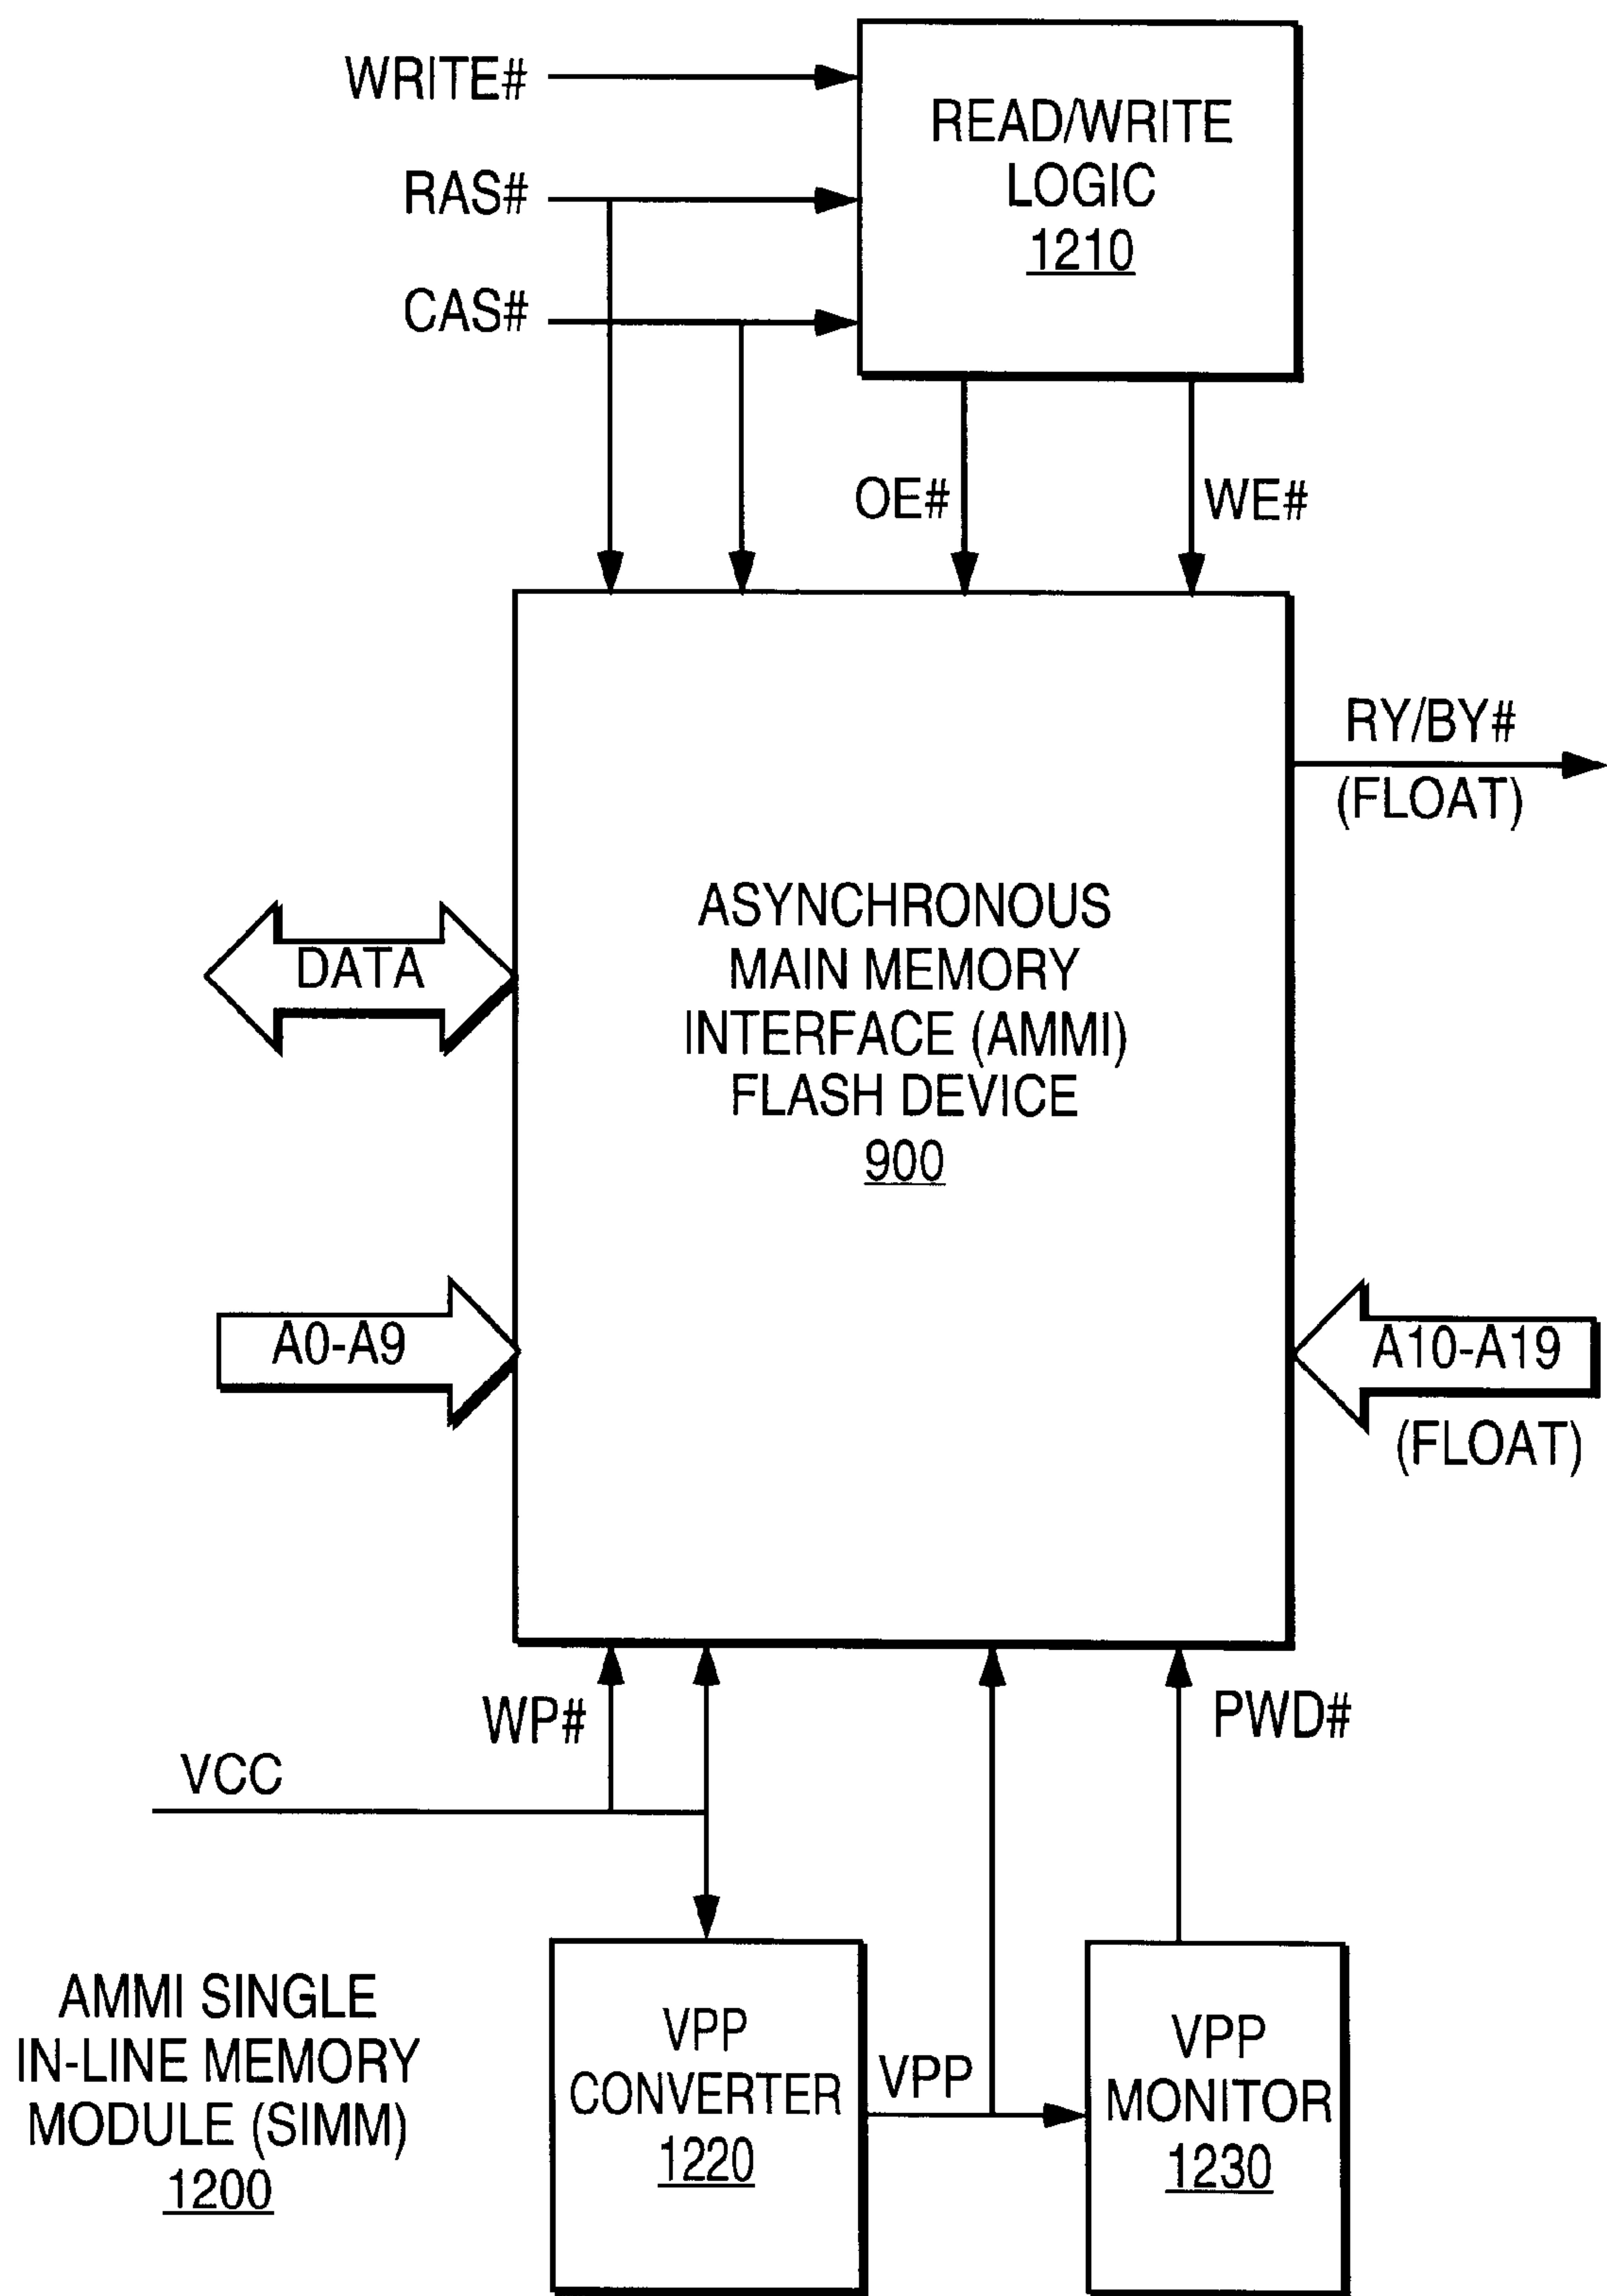 WRITE#
RAS#
CAS#
READ/WRITE
LOGIC
1210
OE#
WE#
RY/BY#
(FLOAT)
ASYNCHRONOUS
MAIN MEMORY
INTERFACE (AMMI)
FLASH DEVICE
900
DATA
A0-A9
A10-A19
(FLOAT)
WP#
PWD#
VCC
AMMI SINGLE
IN-LINE MEMORY
MODULE (SIMM)
1200
VPP
CONVERTER
1220
VPP
VPP
MONITOR
1230